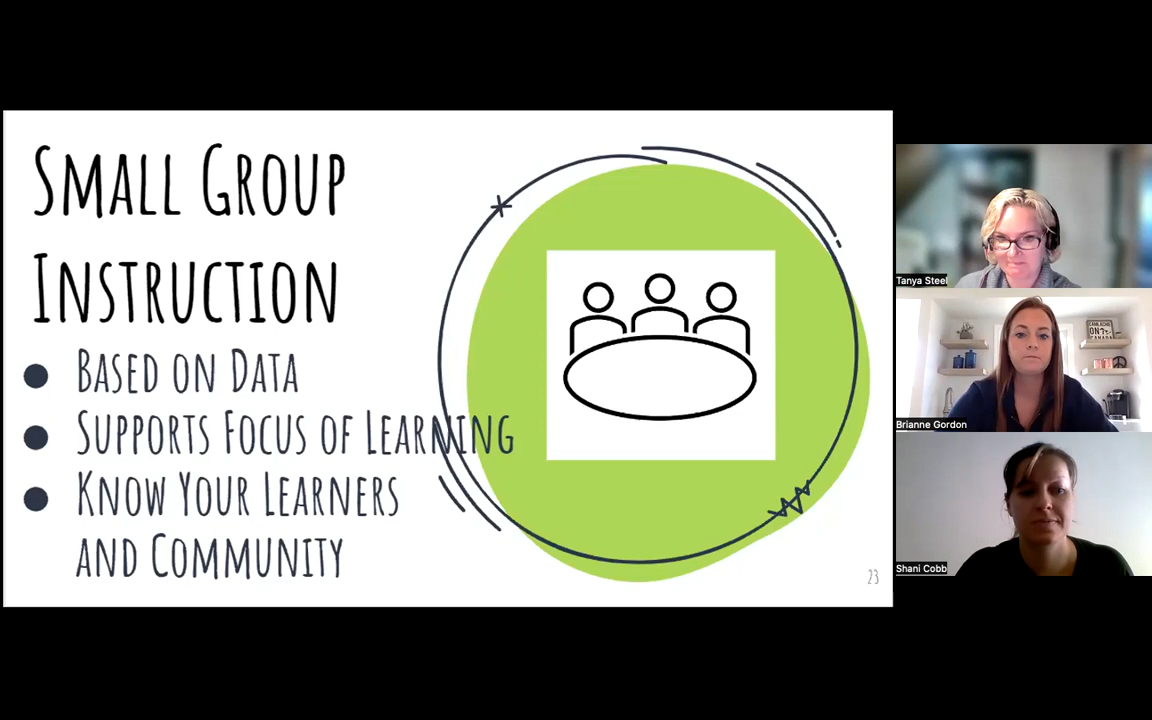 Small Group
Instruction
● Based on Data
● Supports Focus of Learning
● Know Your Learners
and Community
23
Tanya Steel
Brianne Gordon
Shani Cobb